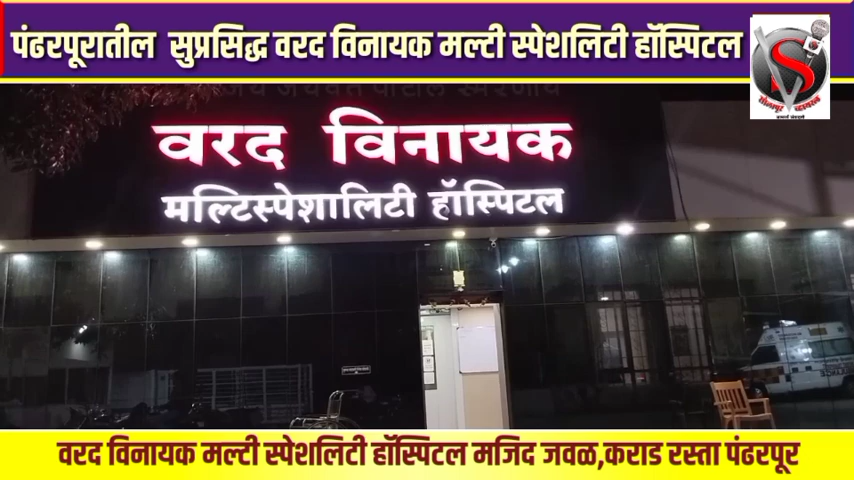 पंढरपूरातील सुप्रसिद्ध वरद विनायक मल्टी स्पेशलिटी हॉस्पिटल
वरद विनायक
मल्टिस्पेशालिटी हॉस्पिटल
वरद विनायक मल्टी स्पेशलिटी हॉस्पिटल मजिद जवळ,कराड रस्ता पंढरपूर